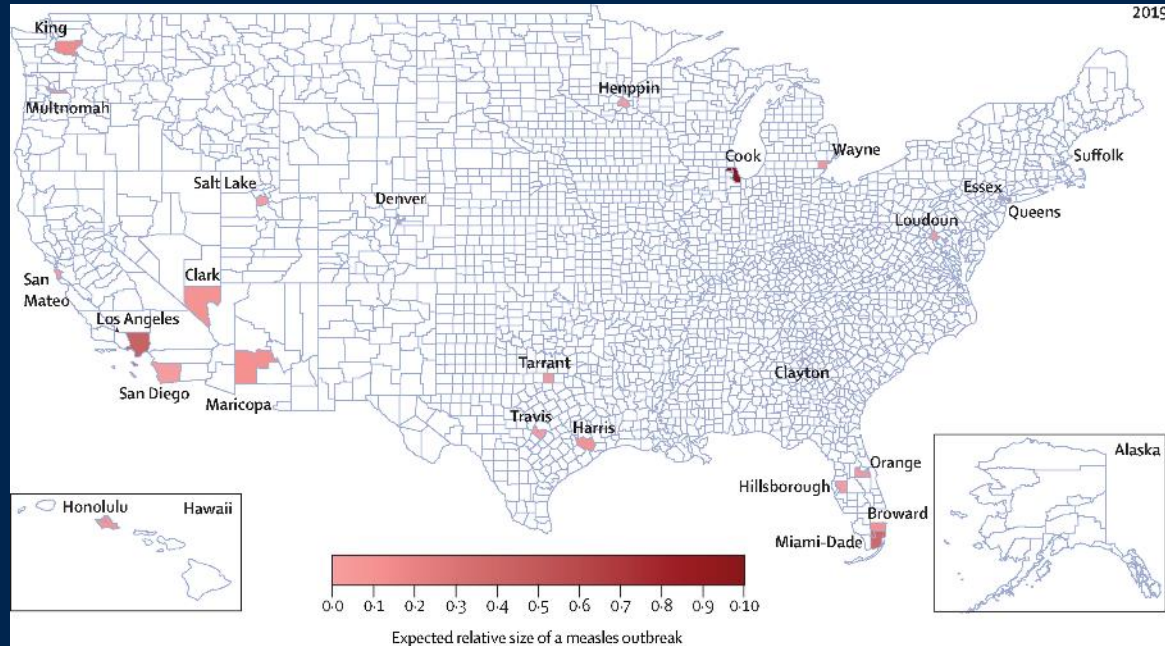 2019
King
Multnomah
Henppin
Cook
Wayne
Suffolk
Salt Lake
Denver
Essex
Queens
Loudoun
San
Mateo
Clark
Los Angeles
San Diego
Maricopa
Tarrant
Clayton
Travis
Harris
Orange
Hillsborough
Broward
Miami-Dade
Alaska
Honolulu
Hawaii
0·0 0·1 0·2 0·3 0·4 0·5 0·6 0·7 0·8 0·9 0·10
Expected relative size of a measles outbreak